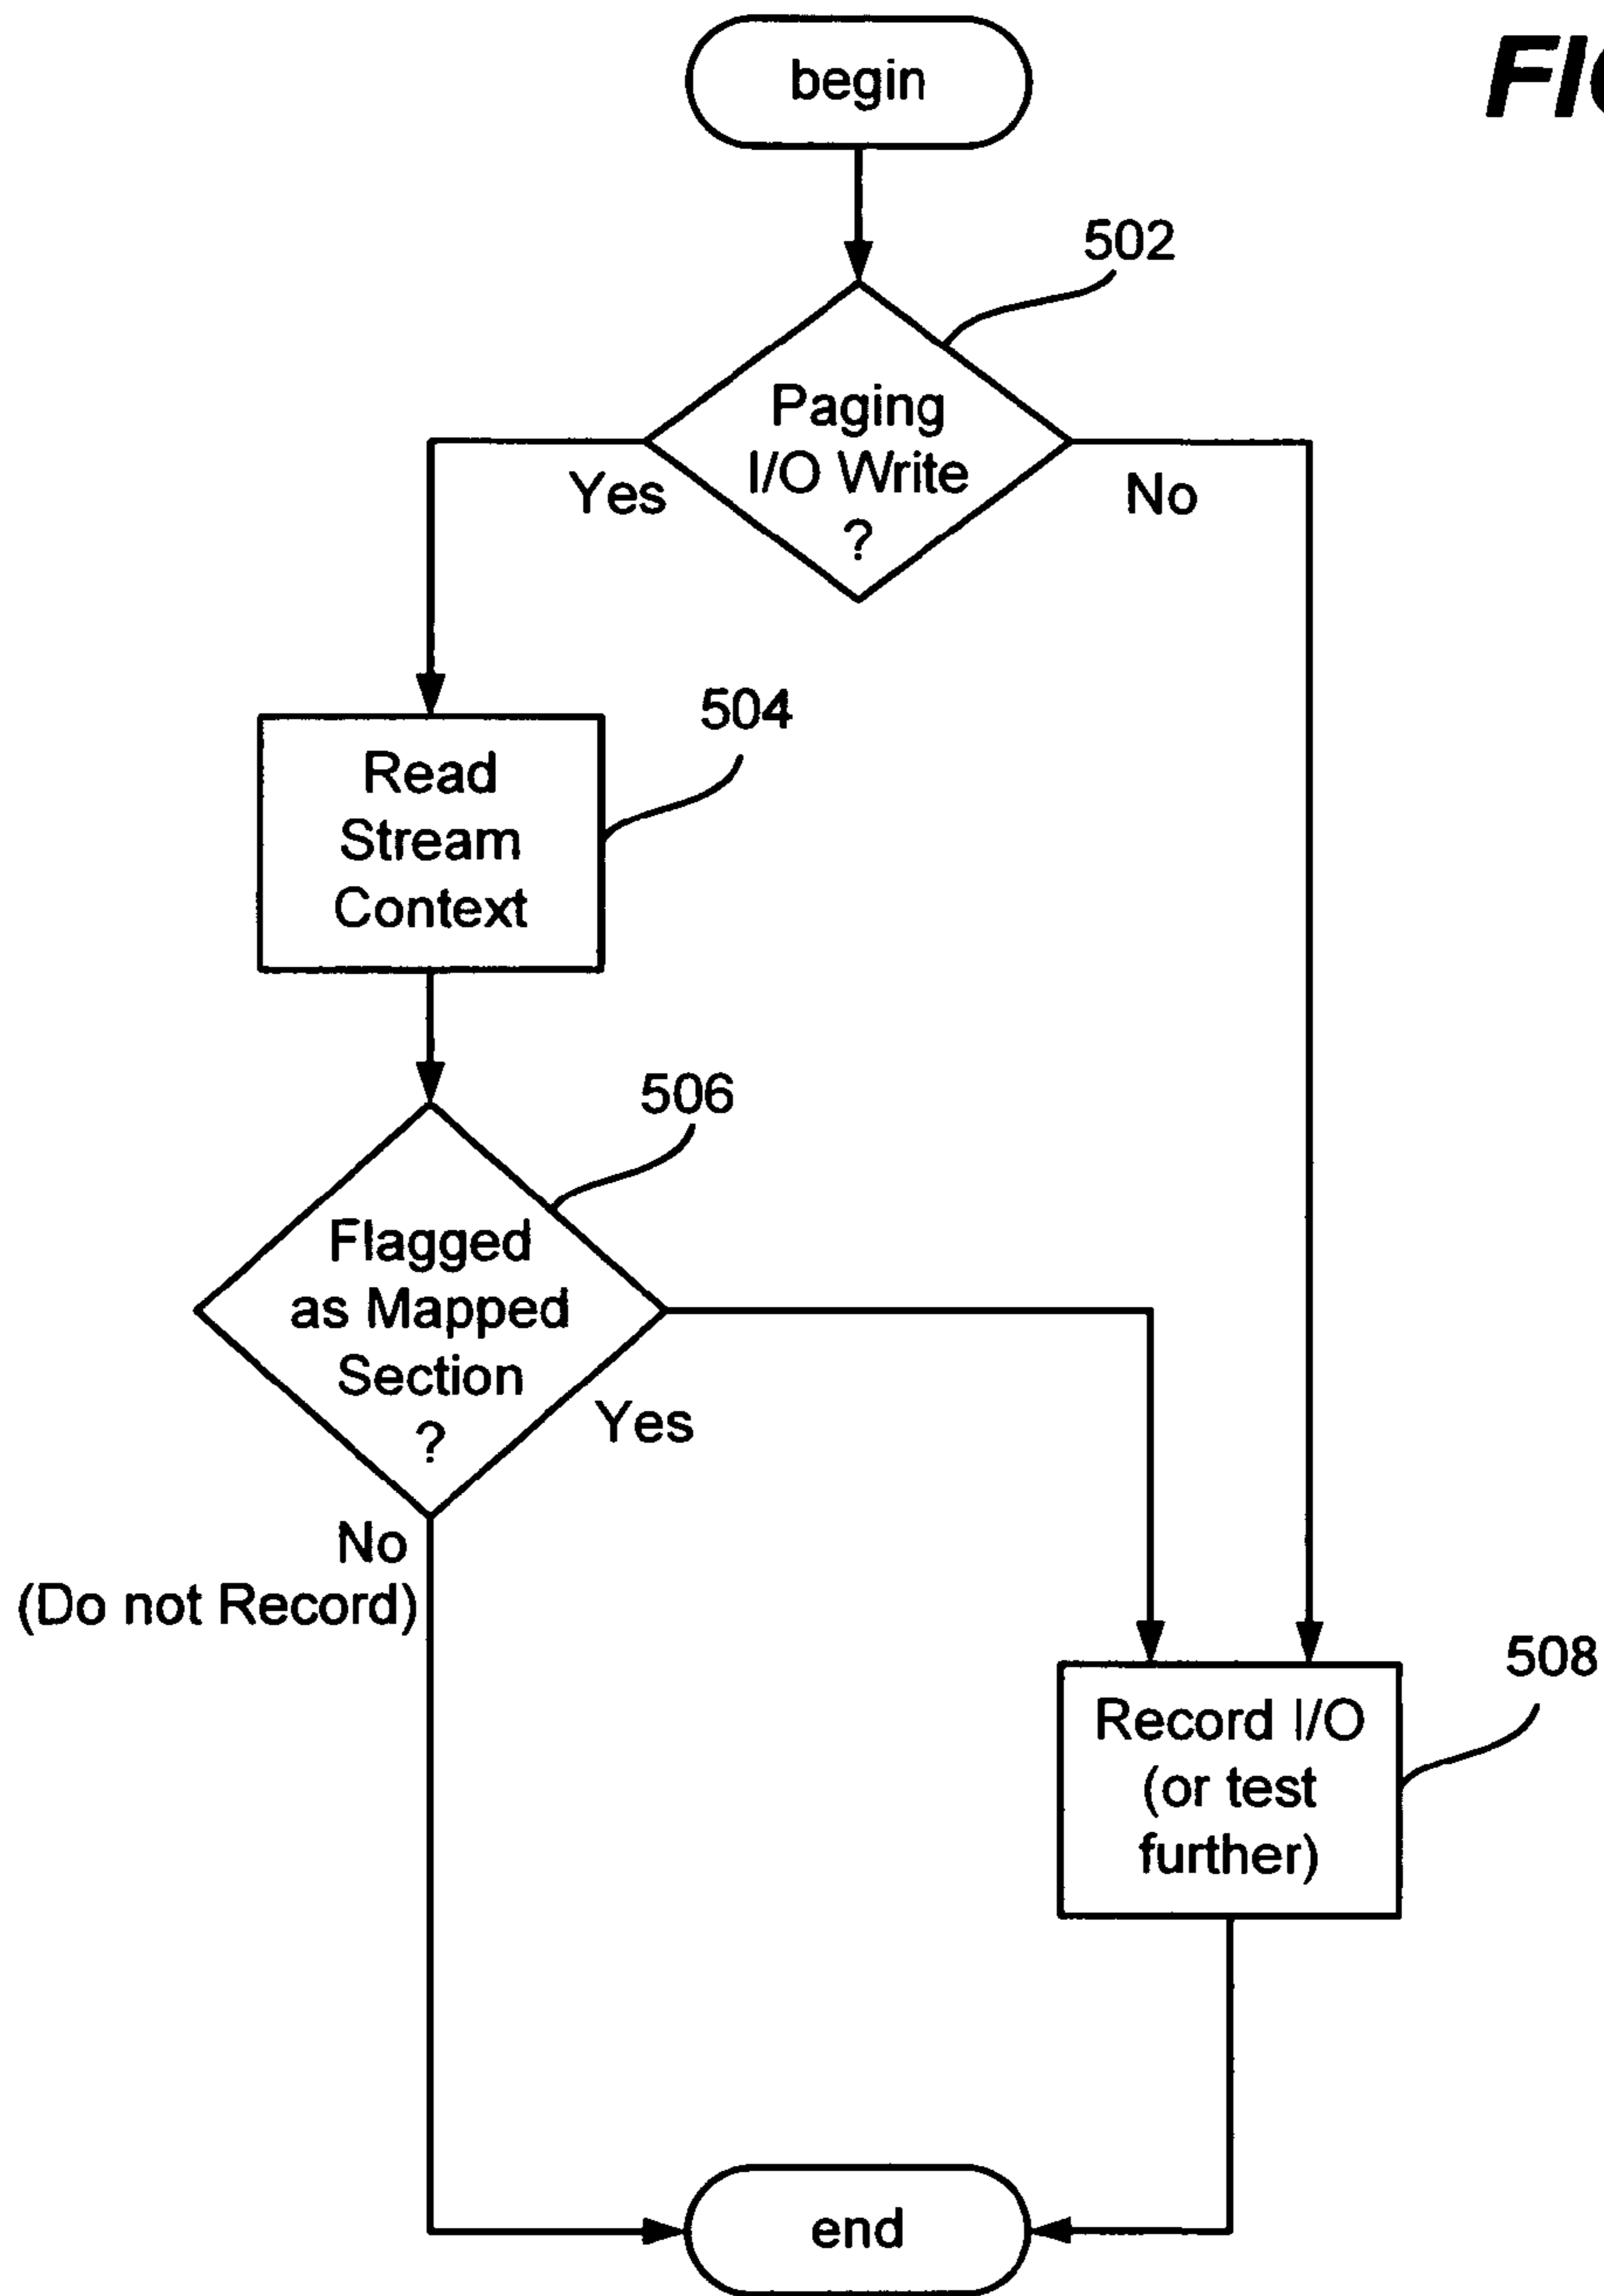 begin
FI
502
Paging
I/O Write
?
Yes
No
504
Read
Stream
Context
506
Flagged
as Mapped
Section
?
Yes
No
(Do not Record)
508
Record I/O
(or test
further)
end